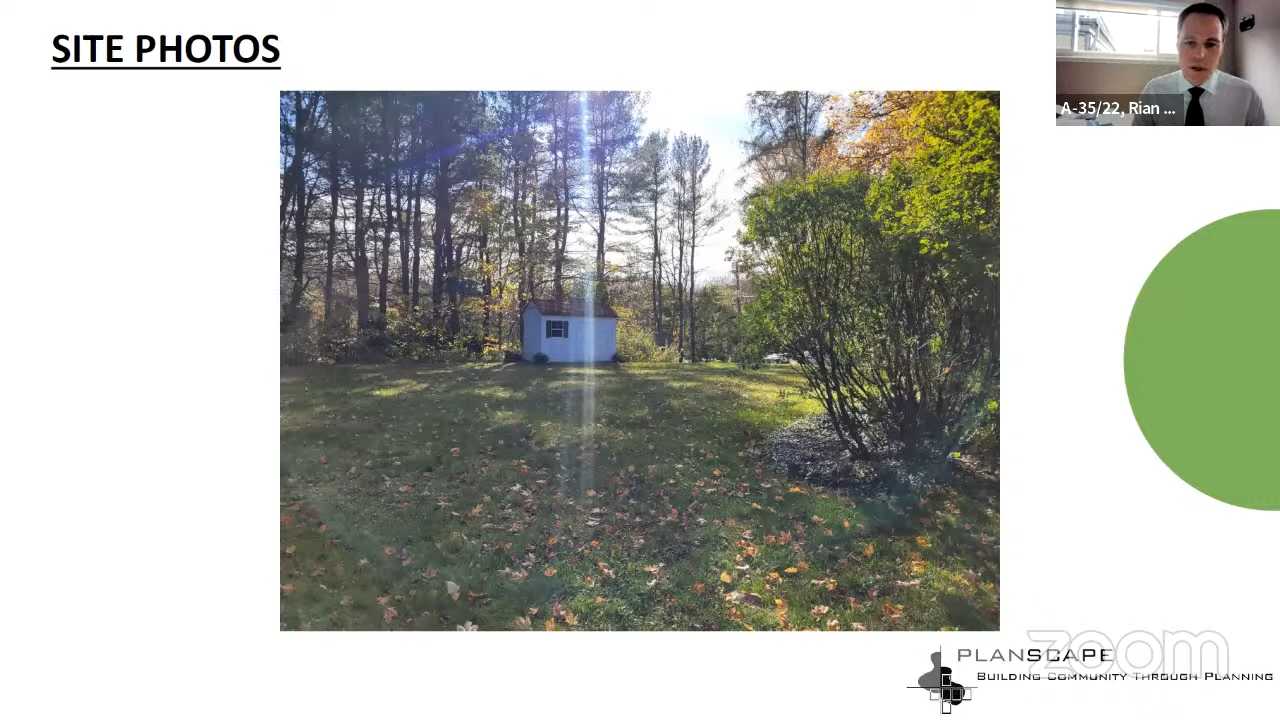 SITE PHOTOS
A-35/22, Rian ...
zoom
PLANSCAPE
BUILDING COMMUNITY THROUGH PLANNING